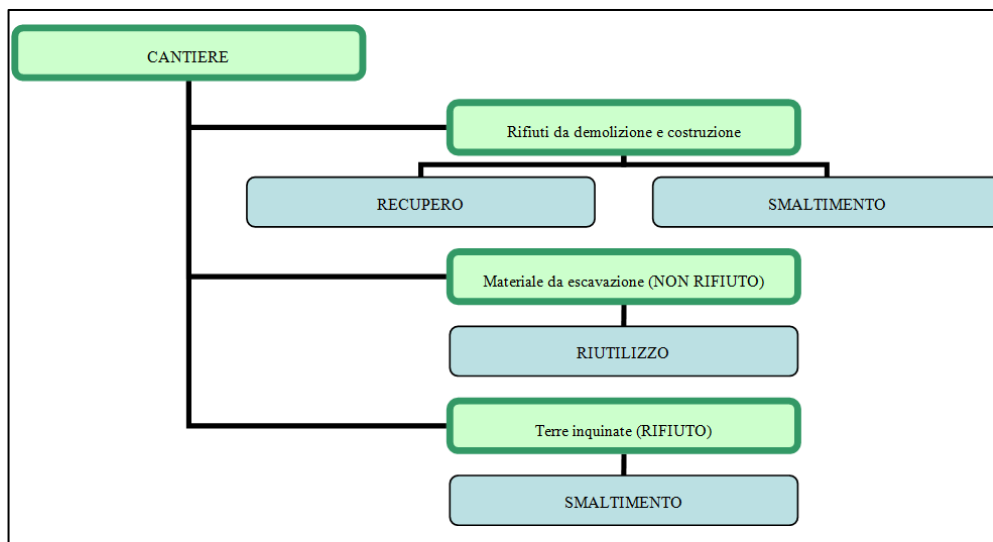 CANTIERE
Rifiuti da demolizione e costruzione
RECUPERO
SMALTIMENTO
Materiale da escavazione (NON RIFIUTO)
RIUTILIZZO
Terre inquinate (RIFIUTO)
SMALTIMENTO